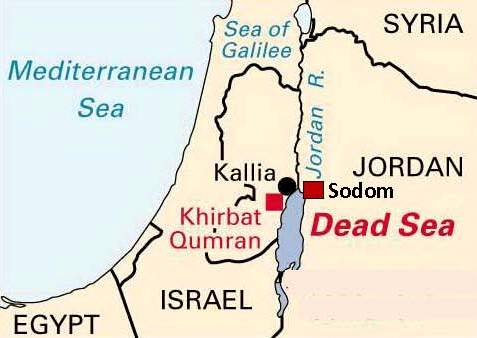 SYRIA
Sea of
Galilee
Mediterranean
Sea
Jordan R.
Kallia
JORDAN
Sodom
Khirbat
Qumran
Dead Sea
ISRAEL
EGYPT